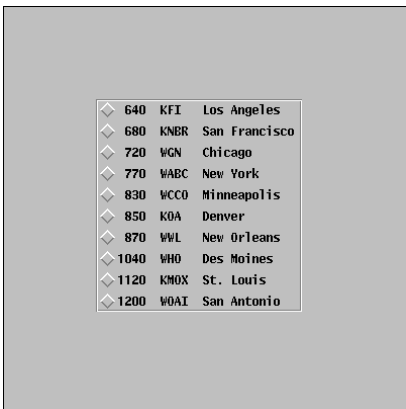 640 KFI Los Angeles
680 KNBR San Francisco
720 WGN Chicago
770 WABC New York
830 WCCO Minneapolis
850 KOA Denver
870 WWL New Orleans
1040 WHO Des Moines
1120 KMOX St. Louis
1200 WOAI San Antonio